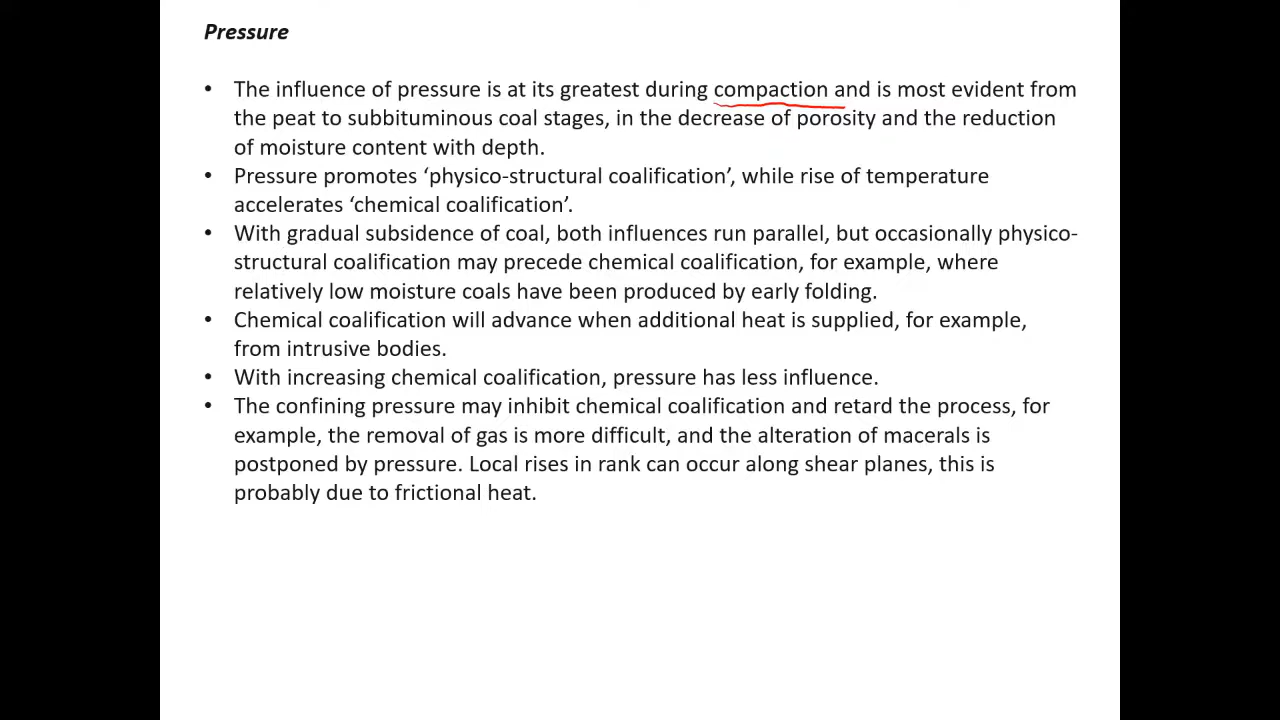 Pressure
• The influence of pressure is at its greatest during compaction and is most evident from
the peat to subbituminous coal stages, in the decrease of porosity and the reduction
of moisture content with depth.
• Pressure promotes ‘physico-structural coalification’, while rise of temperature
accelerates ‘chemical coalification’.
• With gradual subsidence of coal, both influences run parallel, but occasionally physico-
structural coalification may precede chemical coalification, for example, where
relatively low moisture coals have been produced by early folding.
• Chemical coalification will advance when additional heat is supplied, for example,
from intrusive bodies.
• With increasing chemical coalification, pressure has less influence.
• The confining pressure may inhibit chemical coalification and retard the process, for
example, the removal of gas is more difficult, and the alteration of macerals is
postponed by pressure. Local rises in rank can occur along shear planes, this is
probably due to frictional heat.